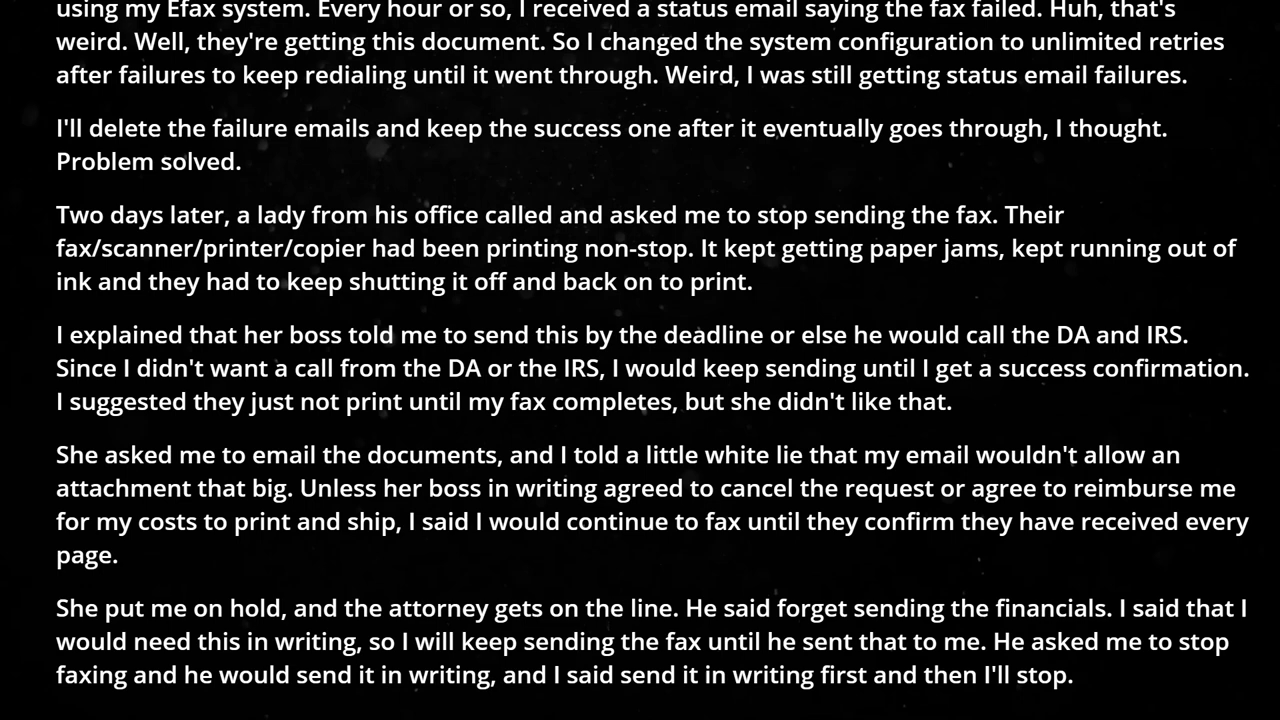 using my Efax system. Every hour or so, I received a status email saying the fax failed. Huh, that's
weird. Well, they're getting this document. So I changed the system configuration to unlimited retries
after failures to keep redialing until it went through. Weird, I was still getting status email failures.
I'll delete the failure emails and keep the success one after it eventually goes through, I thought.
Problem solved.
Two days later, a lady from his office called and asked me to stop sending the fax. Their
fax/scanner/printer/copier had been printing non-stop. It kept getting paper jams, kept running out of
ink and they had to keep shutting it off and back on to print.
I explained that her boss told me to send this by the deadline or else he would call the DA and IRS.
Since I didn't want a call from the DA or the IRS, I would keep sending until I get a success confirmation.
I suggested they just not print until my fax completes, but she didn't like that.
She asked me to email the documents, and I told a little white lie that my email wouldn't allow an
attachment that big. Unless her boss in writing agreed to cancel the request or agree to reimburse me
for my costs to print and ship, I said I would continue to fax until they confirm they have received every
page.
She put me on hold, and the attorney gets on the line. He said forget sending the financials. I said that I
would need this in writing, so I will keep sending the fax until he sent that to me. He asked me to stop
faxing and he would send it in writing, and I said send it in writing first and then I'll stop.